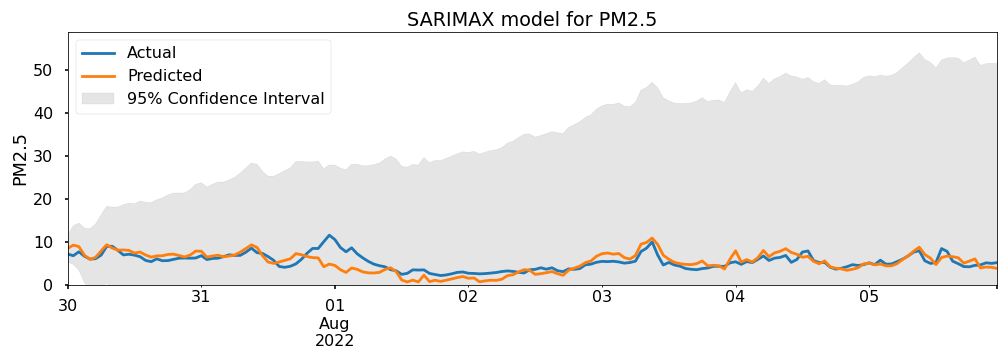 SARIMAX model for PM2.5
Actual
Predicted
95% Confidence Interval
PM2.5
50
40
30
20
10
0
30 31 01 02 03 04 05
Aug
2022